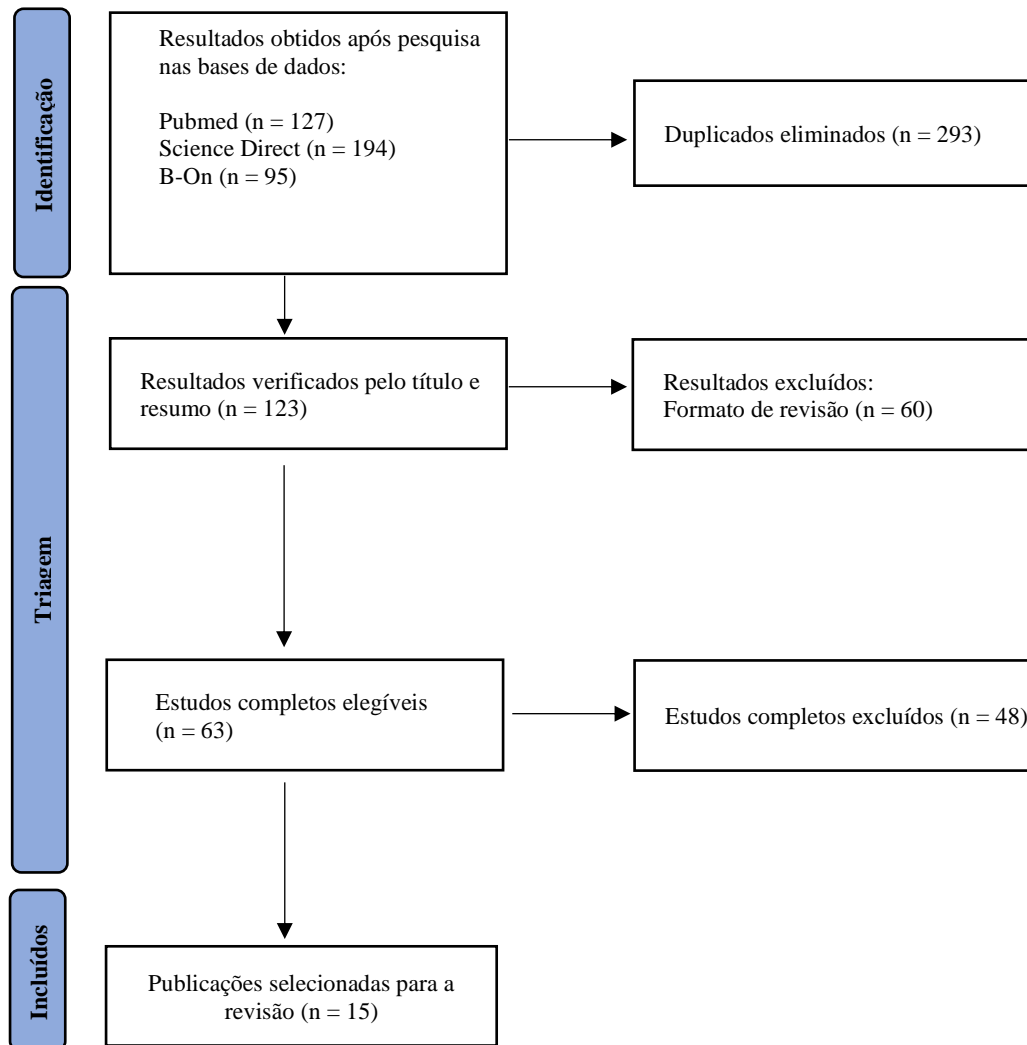 Identificação
Resultados obtidos após pesquisa
nas bases de dados:
Pubmed (n = 127)
Science Direct (n = 194)
B-On (n = 95)
Duplicados eliminados (n = 293)
Triagem
Resultados verificados pelo título e
resumo (n = 123)
Resultados excluídos:
Formato de revisão (n = 60)
Estudos completos elegíveis
(n = 63)
Estudos completos excluídos (n = 48)
Incluídos
Publicações selecionadas para a
revisão (n = 15)